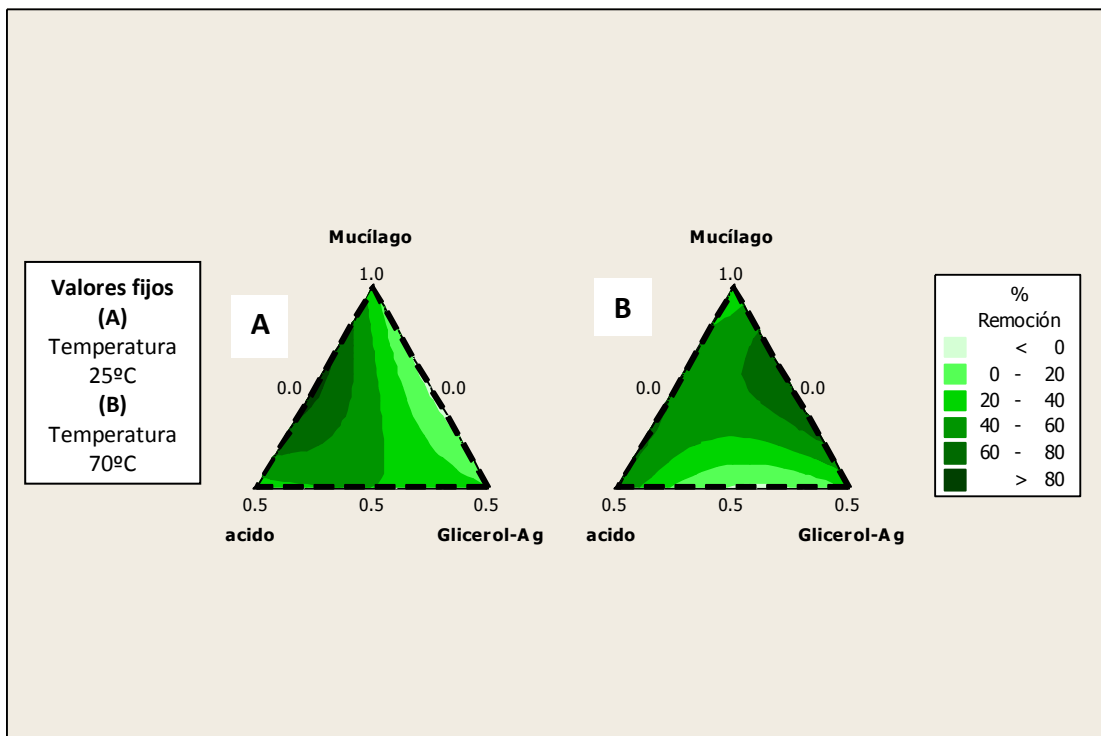 Valores fijos
(A)
Temperatura
25ºC
(B)
Temperatura
70ºC
A
Mucílago
1.0
0.0
0.0
0.5
0.5
0.5
acido
Glicerol-Ag
B
Mucílago
1.0
0.0
0.0
0.5
0.5
0.5
acido
Glicerol-Ag
%
Remoción
< 0
0 - 20
20 - 40
40 - 60
60 - 80
> 80